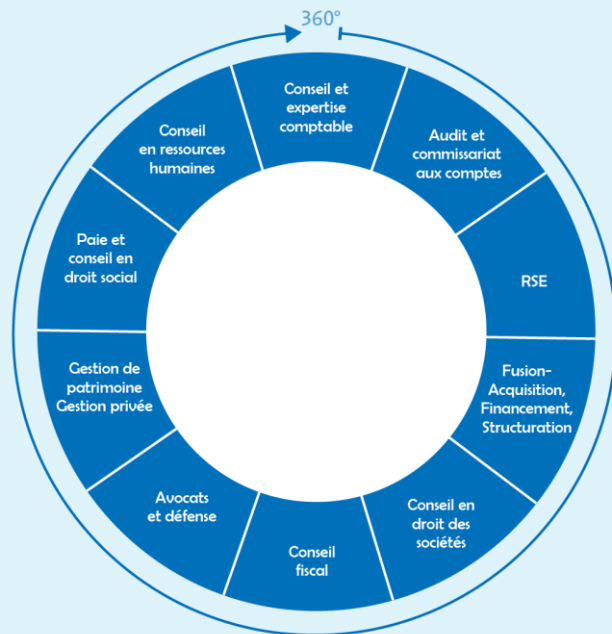 360°
Conseil et
expertise
comptable
Audit et
commissariat
aux comptes
RSE
Fusion-
Acquisition,
Financement,
Structuration
Conseil en
droit des
sociétés
Conseil
fiscal
Avocats
et défense
Gestion de
patrimoine
Gestion privée
Paie et
conseil en
droit social
Conseil
en ressources
humaines